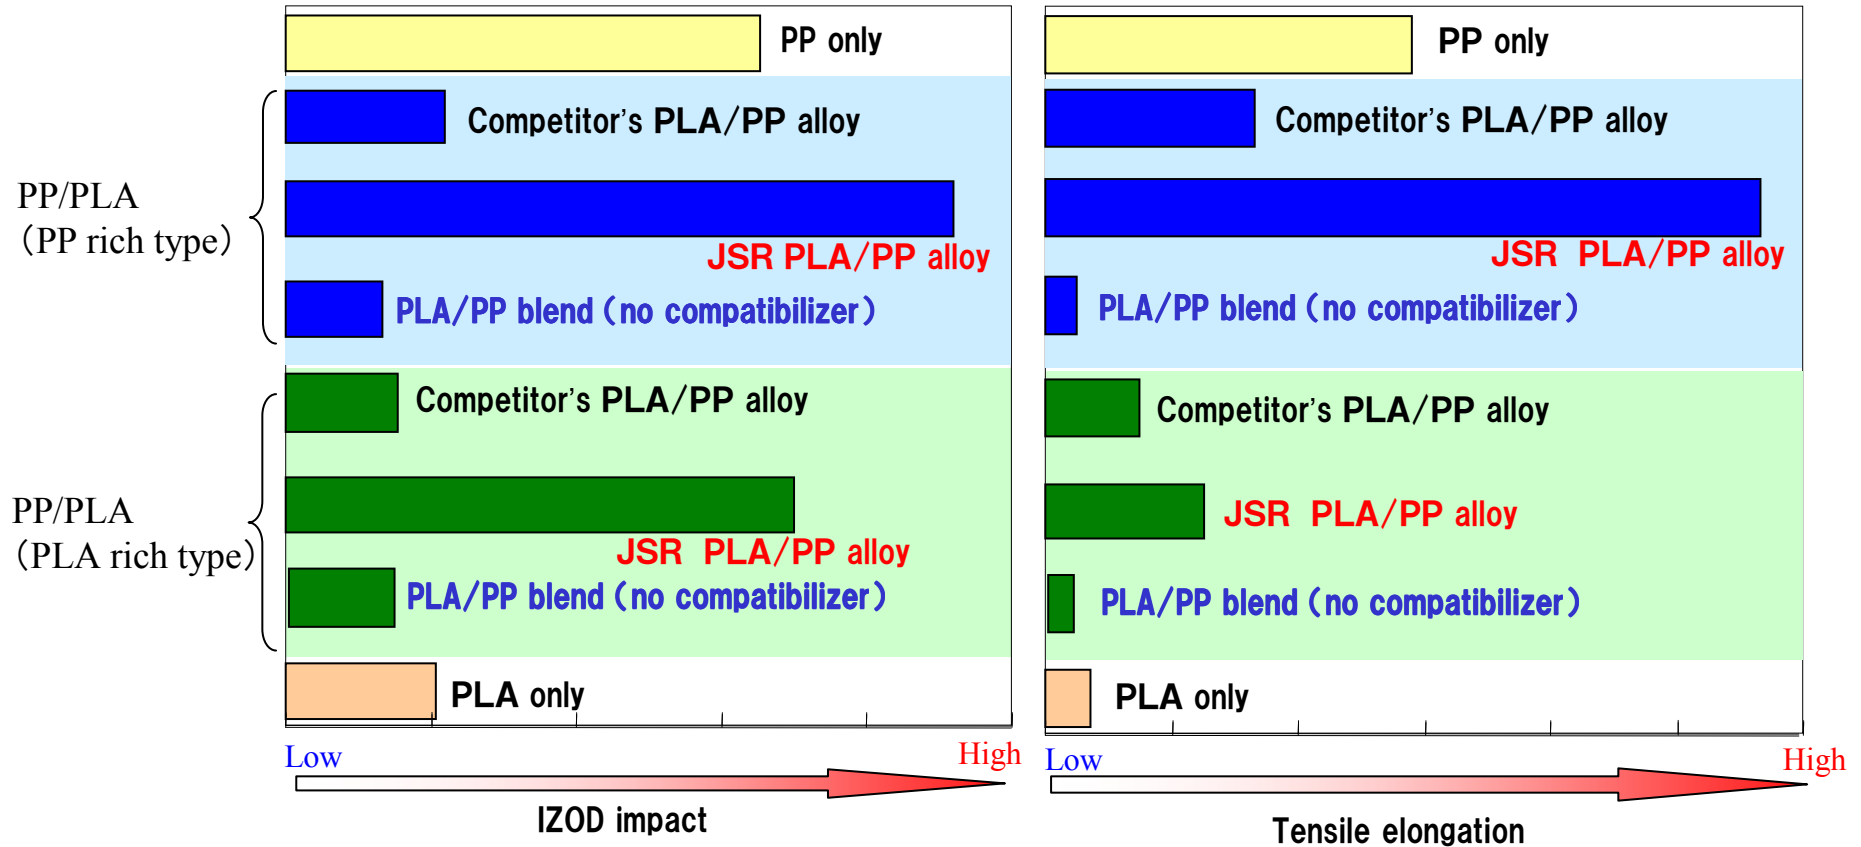 PP only
Competitor's PLA/PP alloy
PP/PLA
（PP rich type）
JSR PLA/PP alloy
PLA/PP blend（no compatibilizer）
Competitor's PLA/PP alloy
PP/PLA
（PLA rich type）
JSR PLA/PP alloy
PLA/PP blend（no compatibilizer）
PLA only
Low
High
IZOD impact
PP only
Competitor's PLA/PP alloy
JSR PLA/PP alloy
PLA/PP blend（no compatibilizer）
Competitor's PLA/PP alloy
JSR PLA/PP alloy
PLA/PP blend（no compatibilizer）
PLA only
Low
High
Tensile elongation